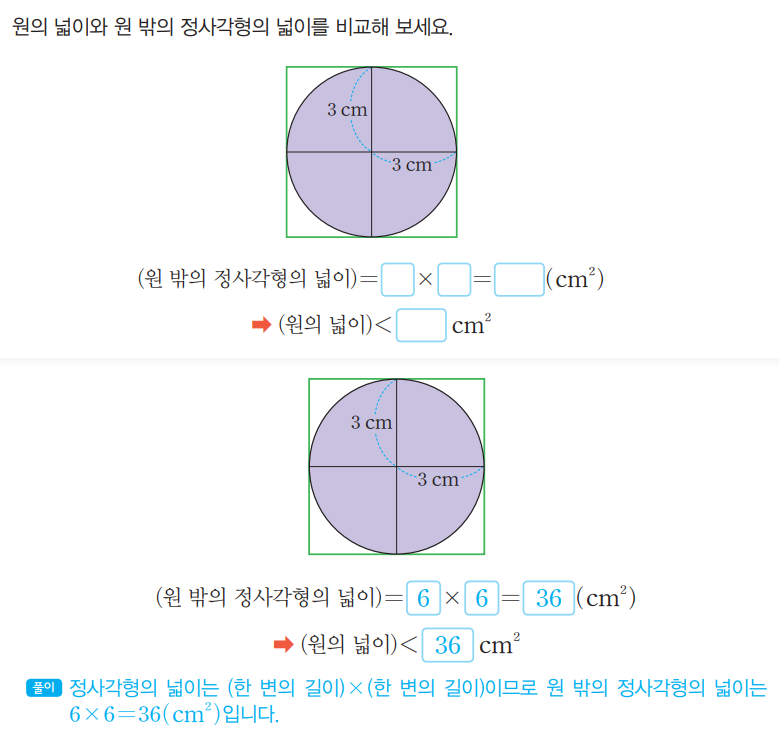 원의 넓이와 원 밖의 정사각형의 넓이를 비교해 보세요.
3 cm
3 cm
(원 밖의 정사각형의 넓이)=□×□=□(cm²)
➡ (원의 넓이)<□ cm²
3 cm
3 cm
(원 밖의 정사각형의 넓이)=6×6=36(cm²)
➡ (원의 넓이)<36 cm²
풀이 정사각형의 넓이는 (한 변의 길이)×(한 변의 길이)이므로 원 밖의 정사각형의 넓이는
6×6=36(cm²)입니다.